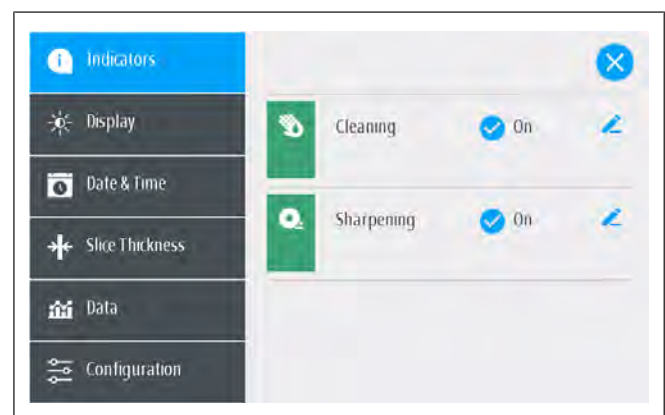 Indicators
Display
Date & Time
Slice Thickness
Data
Configuration
Cleaning
On
Sharpening
On